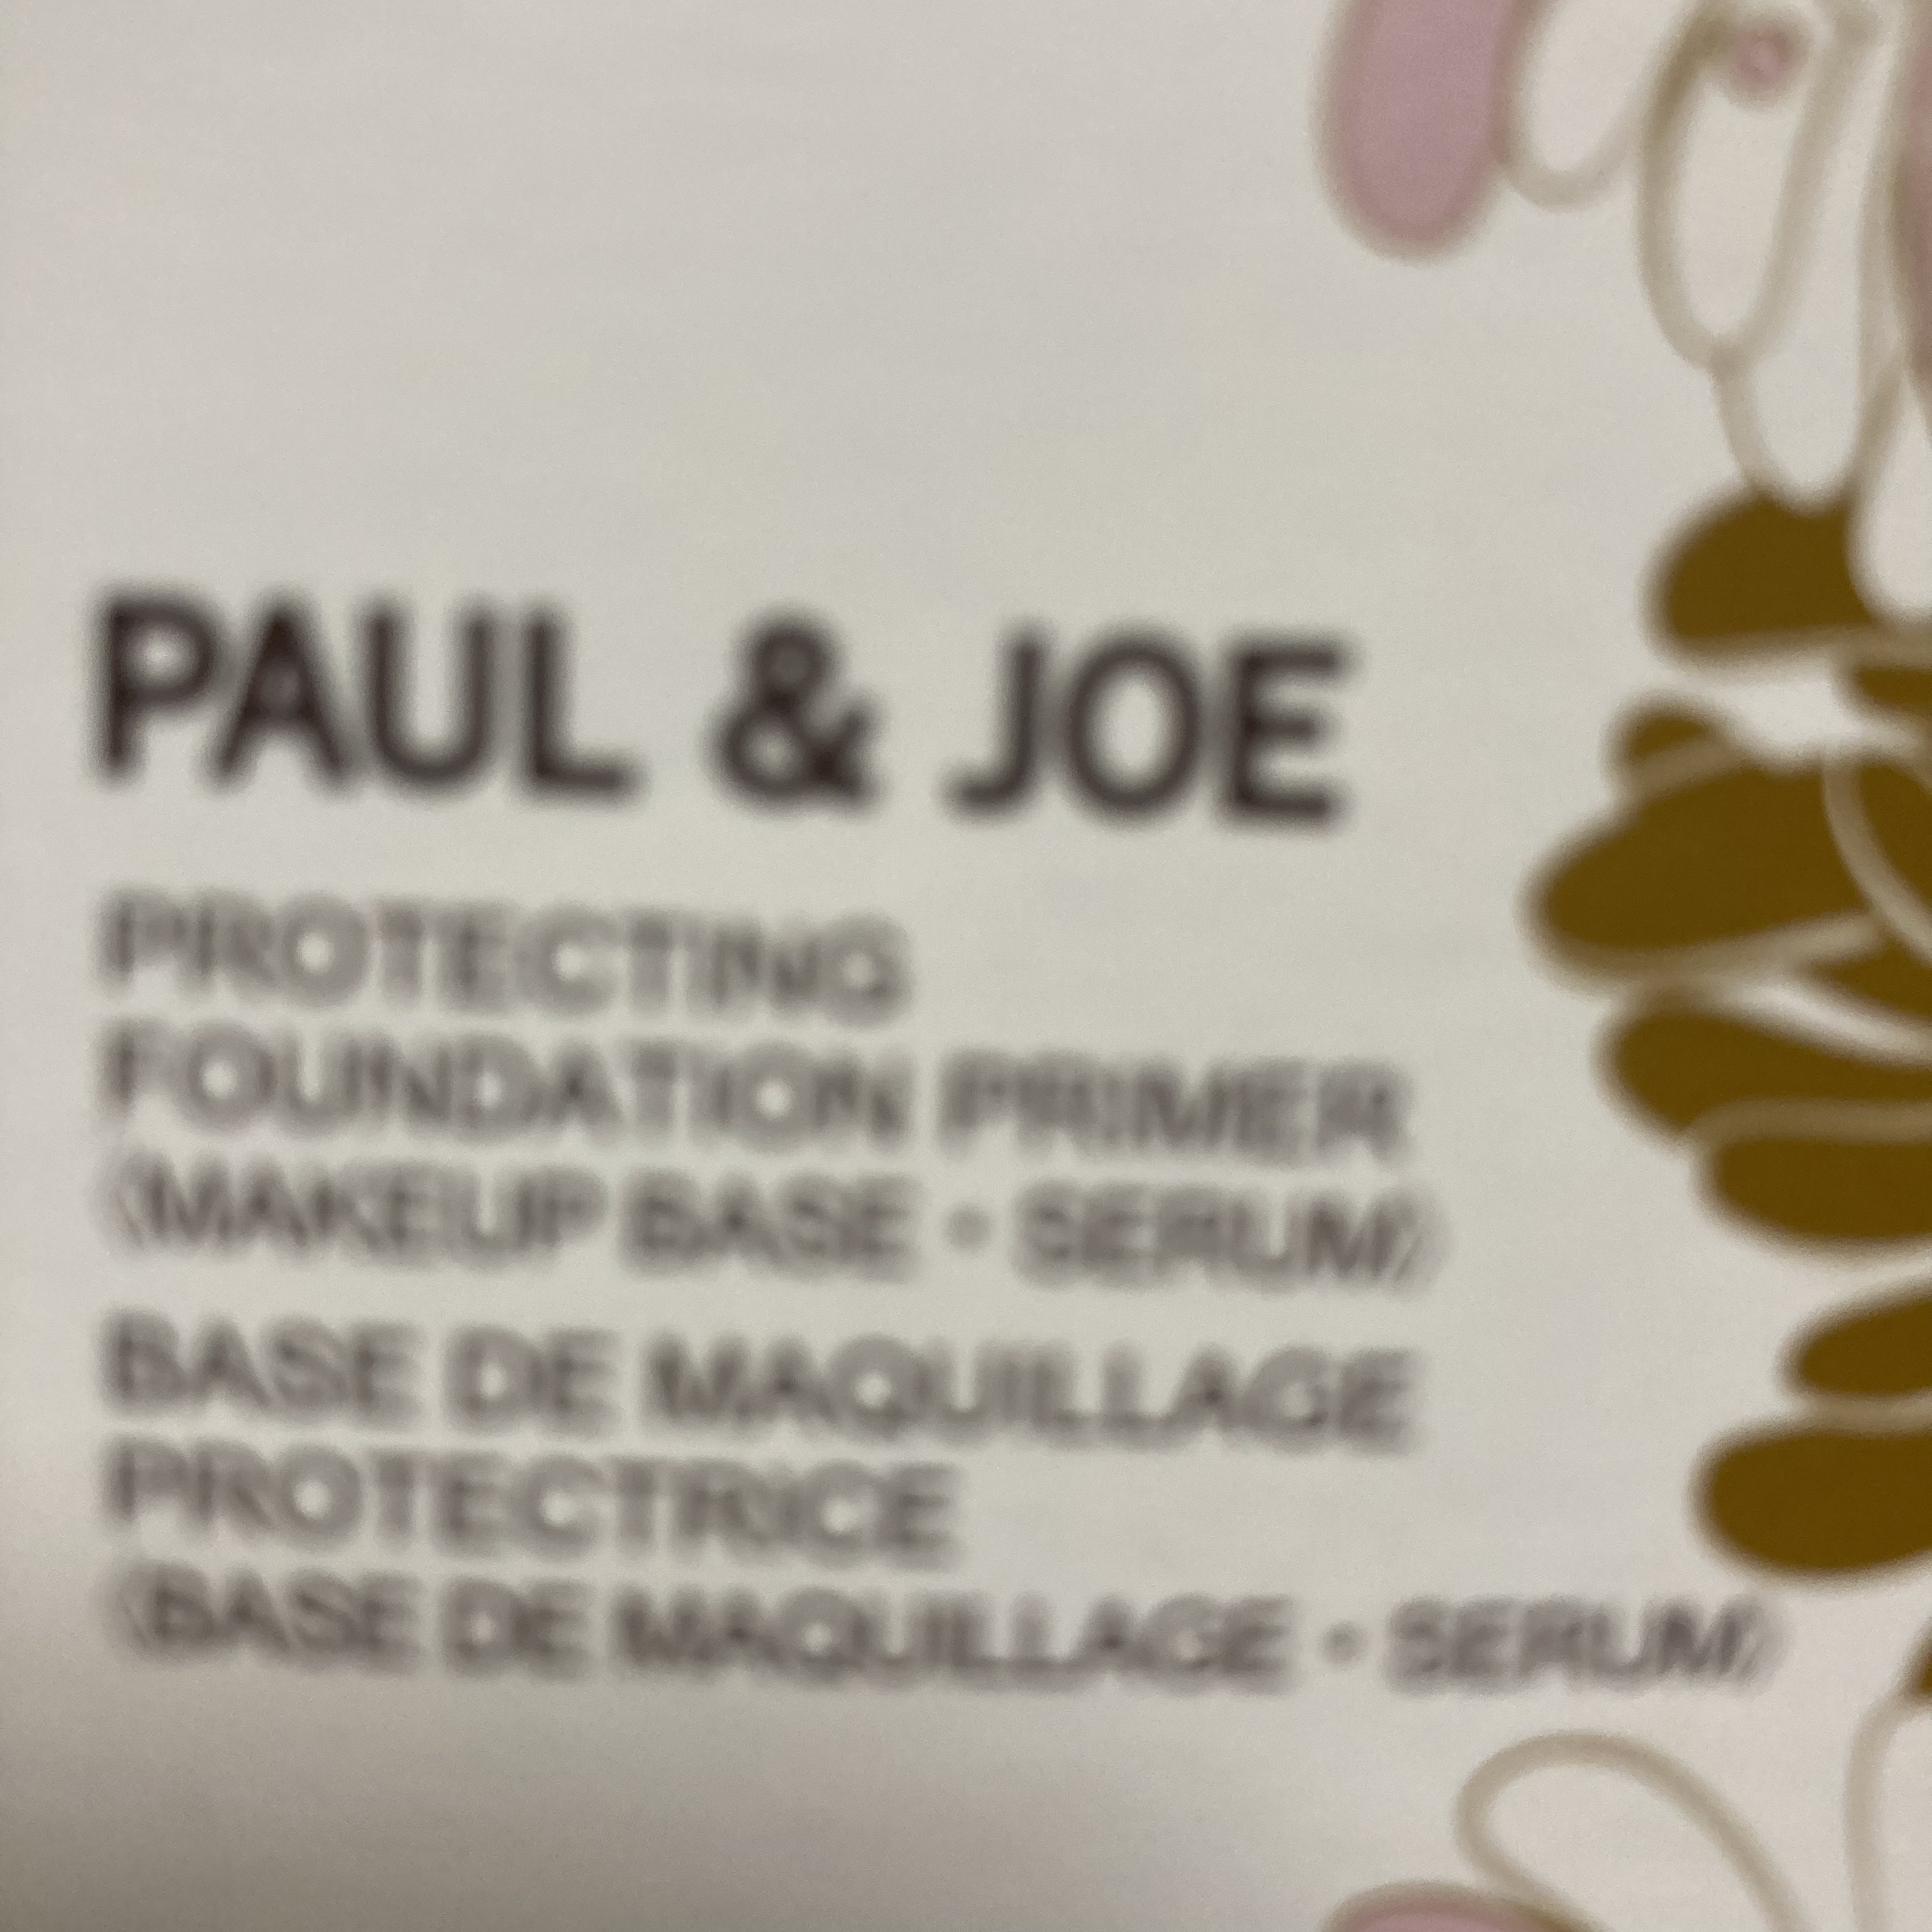 PAUL & JOE
PROTECTING
FOUNDATION PRIMER
〈MAKEUP BASE・SERUM〉
BASE DE MAQUILLAGE
PROTECTRICE
〈BASE DE MAQUILLAGE・SERUM〉